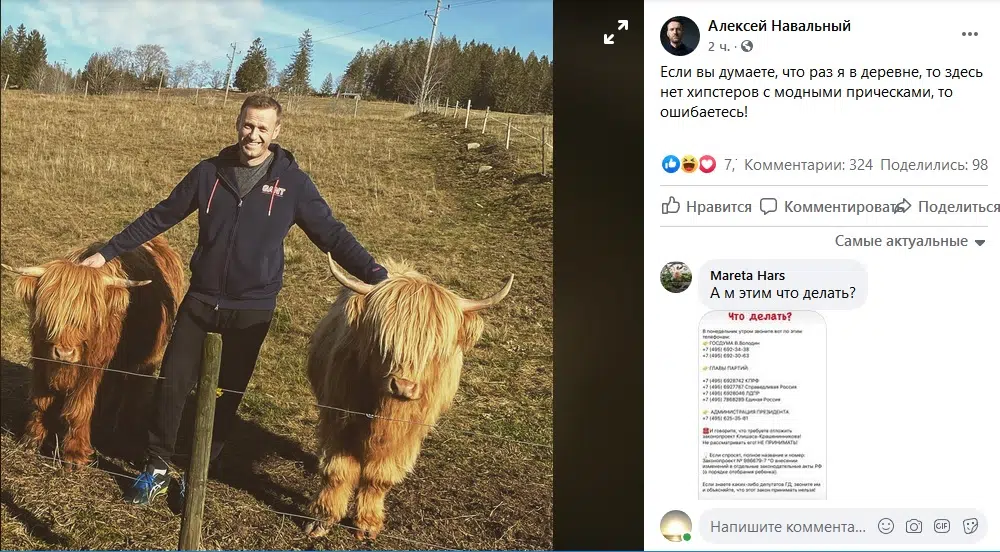 GANT
Алексей Навальный
2 ч. ·
Если вы думаете, что раз я в деревне, то здесь
нет хипстеров с модными прическами, то
ошибаетесь!
7,
Комментарии: 324 Поделились: 98
Нравится Комментировать Поделиться
Самые актуальные
Mareta Hars
А м этим что делать?
Что делать?
В понедельник утром звоните вот по этим
телефонам:
ГОСДУМА В.Володин
+7 (495) 692-34-38
+7 (495) 692-30-63
ГЛАВЫ ПАРТИЙ:
+7 (495) 6928742 КПРФ
+7 (495) 6927767 Справедливая Россия
+7 (495) 6926046 ЛДПР
+7 (495) 7868289 Единая Россия
АДМИНИСТРАЦИЯ ПРЕЗИДЕНТА
+7 (495) 625-35-81
И говорите, что требуете отложить
законопроект
Не рассматривать его! НЕ ПРИНИМАТЬ!
Если спросят, полное название и номер:
Законопроект № "О внесении
изменений в отдельные законодательные акты РФ
(о порядке отобрания ребенка).
Если знаете каких-либо депутатов ГД, звоните им
и объясняйте, что этот закон принимать нельзя!
Напишите коммента...
GIF